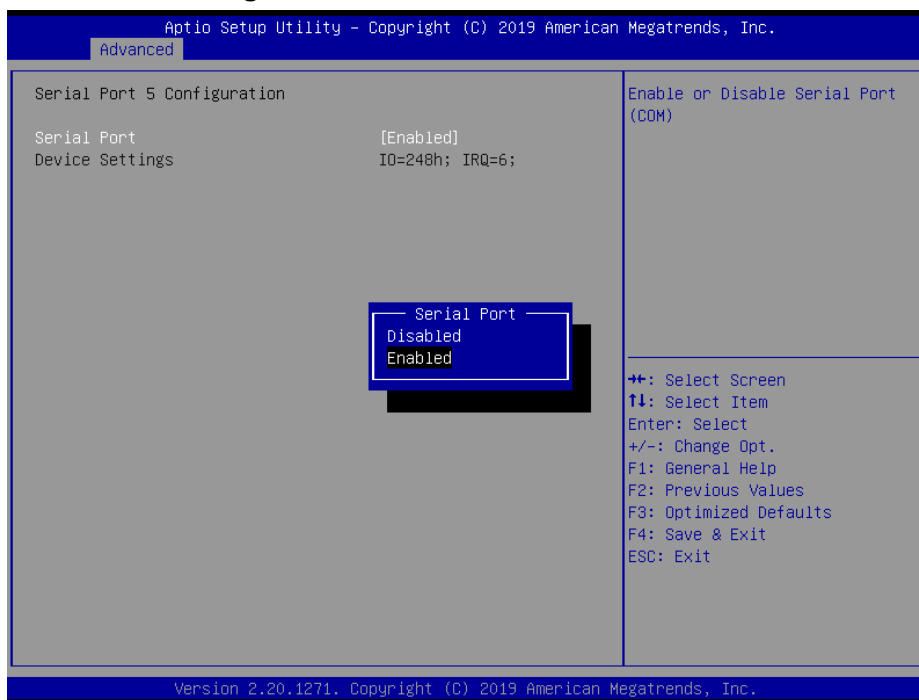 Aptio Setup Utility – Copyright (C) 2019 American Megatrends, Inc.
Advanced
Serial Port 5 Configuration
Serial Port [Enabled]
Device Settings IO=248h; IRQ=6;
Enable or Disable Serial Port
(COM)
Serial Port
Disabled
Enabled
→←: Select Screen
↑↓: Select Item
Enter: Select
+/-: Change Opt.
F1: General Help
F2: Previous Values
F3: Optimized Defaults
F4: Save & Exit
ESC: Exit
Version 2.20.1271. Copyright (C) 2019 American Megatrends, Inc.